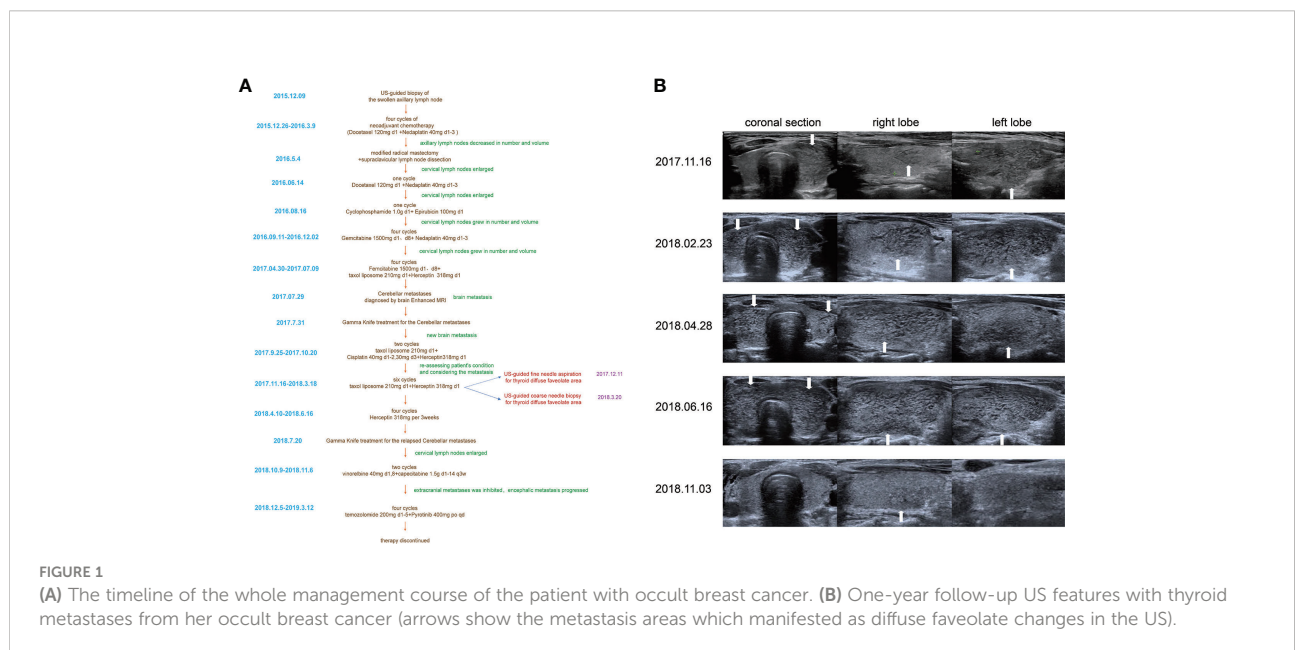 A
2015.12.09
US-guided biopsy of
the swollen axillary lymph node
2015.12.26-2016.3.9
four cycles of
neoadjuvant chemotherapy
(Docetaxel 120mg d1 +Nedaplatin 40mg d1-3 )
axillary lymph nodes decreased in number and volume
2016.5.4
modified radical mastectomy
+supraclavicular lymph node dissection
cervical lymph nodes enlarged
2016.06.14
one cycle
Docetaxel 120mg d1 +Nedaplatin 40mg d1-3
cervical lymph nodes enlarged
2016.08.16
one cycle
Cyclophosphamide 1.0g d1+ Epirubicin 100mg d1
cervical lymph nodes grew in number and volume
2016.09.11-2016.12.02
four cycles
Gemcitabine 1500mg d1、d8+ Nedaplatin 40mg d1-3
cervical lymph nodes grew in number and volume
2017.04.30-2017.07.09
four cycles
Femcitabine 1500mg d1、d8+
taxol liposome 210mg d1+Herceptin 318mg d1
2017.07.29
Cerebellar metastases
diagnosed by brain Enhanced MRI
brain metastasis
2017.7.31
Gamma Knife treatment for the Cerebellar metastases
new brain metastasis
2017.9.25-2017.10.20
two cycles
taxol liposome 210mg d1+
Cisplatin 40mg d1-2,30mg d3+Herceptin318mg d1
re-assessing patient's condition
and considering the metastasis
2017.11.16-2018.3.18
six cycles
taxol liposome 210mg d1+Herceptin 318mg d1
US-guided fine needle aspiration
for thyroid diffuse faveolate area
2017.12.11
US-guided coarse needle biopsy
for thyroid diffuse faveolate area
2018.3.20
2018.4.10-2018.6.16
four cycles
Herceptin 318mg per 3weeks
2018.7.20
Gamma Knife treatment for the relapsed Cerebellar metastases
cervical lymph nodes enlarged
2018.10.9-2018.11.6
two cycles
vinorelbine 40mg d1,8+capeoitabine 1.5g d1-14 q3w
extracranial metastases was inhibited、encephalic metastasis progressed
2018.12.5-2019.3.12
four cycles
temozolomide 200mg d1-5+Pyrotinib 400mg po qd
therapy discontinued
B
coronal section right lobe left lobe
2017.11.16
2018.02.23
2018.04.28
2018.06.16
2018.11.03
FIGURE 1
(A) The timeline of the whole management course of the patient with occult breast cancer. (B) One-year follow-up US features with thyroid
metastases from her occult breast cancer (arrows show the metastasis areas which manifested as diffuse faveolate changes in the US).